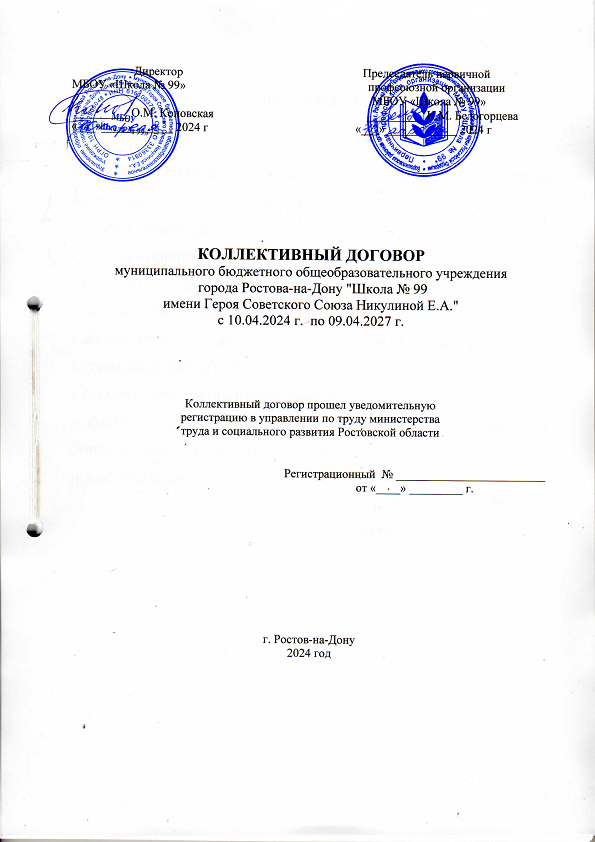 Директор
МБОУ «Школа № 99»
О.М. Коновская
2024 г
Председатель первичной
профсоюзной организации
МБОУ «Школа № 99»
Белогорцева
2024 г
КОЛЛЕКТИВНЫЙ ДОГОВОР
муниципального бюджетного общеобразовательного учреждения
города Ростова-на-Дону "Школа № 99
имени Героя Советского Союза Никулиной Е.А."
с 10.04.2024 г. по 09.04.2027 г.
Коллективный договор прошел уведомительную
регистрацию в управлении по труду министерства
труда и социального развития Ростовской области
Регистрационный № ________________________
от «____» _________ г.
г. Ростов-на-Дону
2024 год